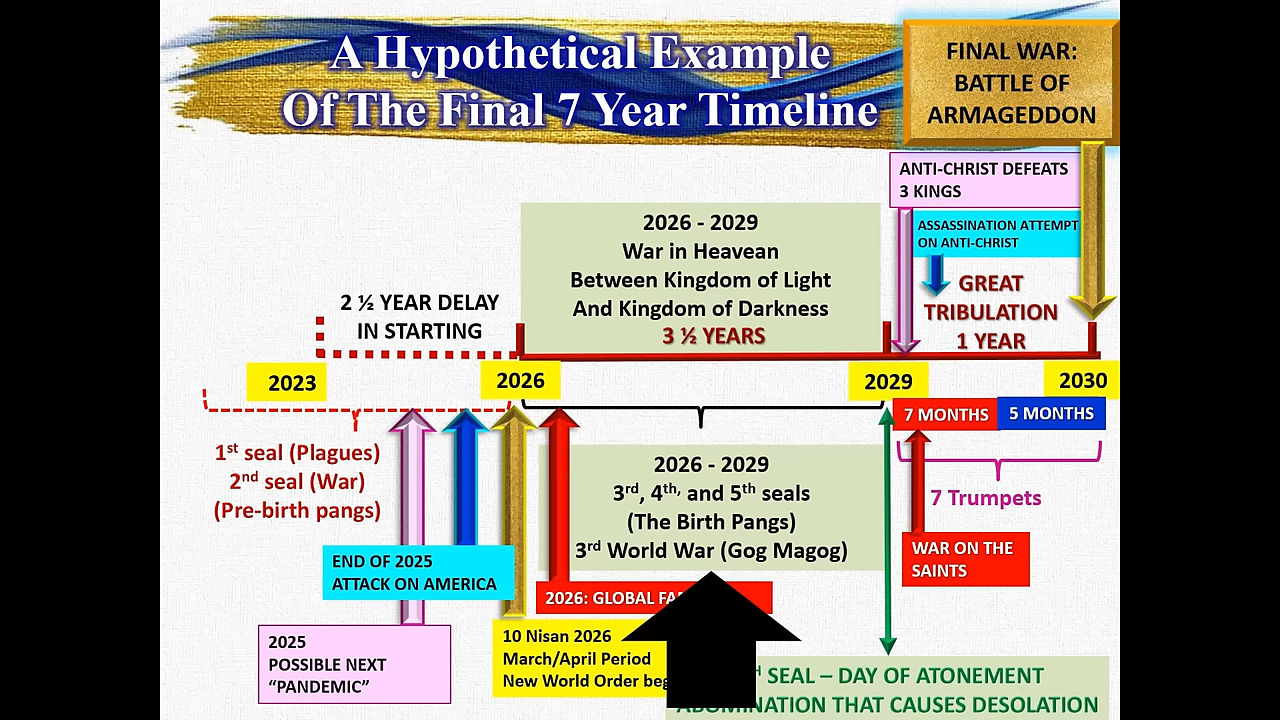 A Hypothetical Example
Of The Final 7 Year Timeline
FINAL WAR:
BATTLE OF
ARMAGEDDON
ANTI-CHRIST DEFEATS
3 KINGS
ASSASSINATION ATTEMPT
ON ANTI-CHRIST
GREAT
TRIBULATION
1 YEAR
2026 - 2029
War in Heavean
Between Kingdom of Light
And Kingdom of Darkness
3 ½ YEARS
2 ½ YEAR DELAY
IN STARTING
2023
2026
2029
2030
7 MONTHS
5 MONTHS
1st seal (Plagues)
2nd seal (War)
(Pre-birth pangs)
2026 - 2029
3rd, 4th, and 5th seals
(The Birth Pangs)
3rd World War (Gog Magog)
7 Trumpets
WAR ON THE
SAINTS
END OF 2025
ATTACK ON AMERICA
2026: GLOBAL
2025
POSSIBLE NEXT
“PANDEMIC”
10 Nisan 2026
March/April Period
New World Order
SEAL – DAY OF ATONEMENT
THAT CAUSES DESOLATION